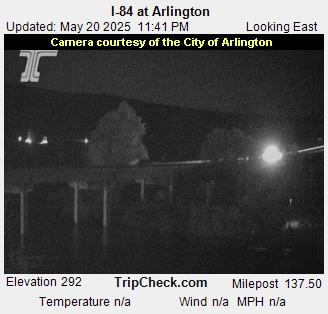 I-84 at Arlington
Updated: May 20 2025 11:41 PM Looking East
Camera courtesy of the City of Arlington
Elevation 292 TripCheck.com Milepost 137.50
Temperature n/a Wind n/a MPH n/a